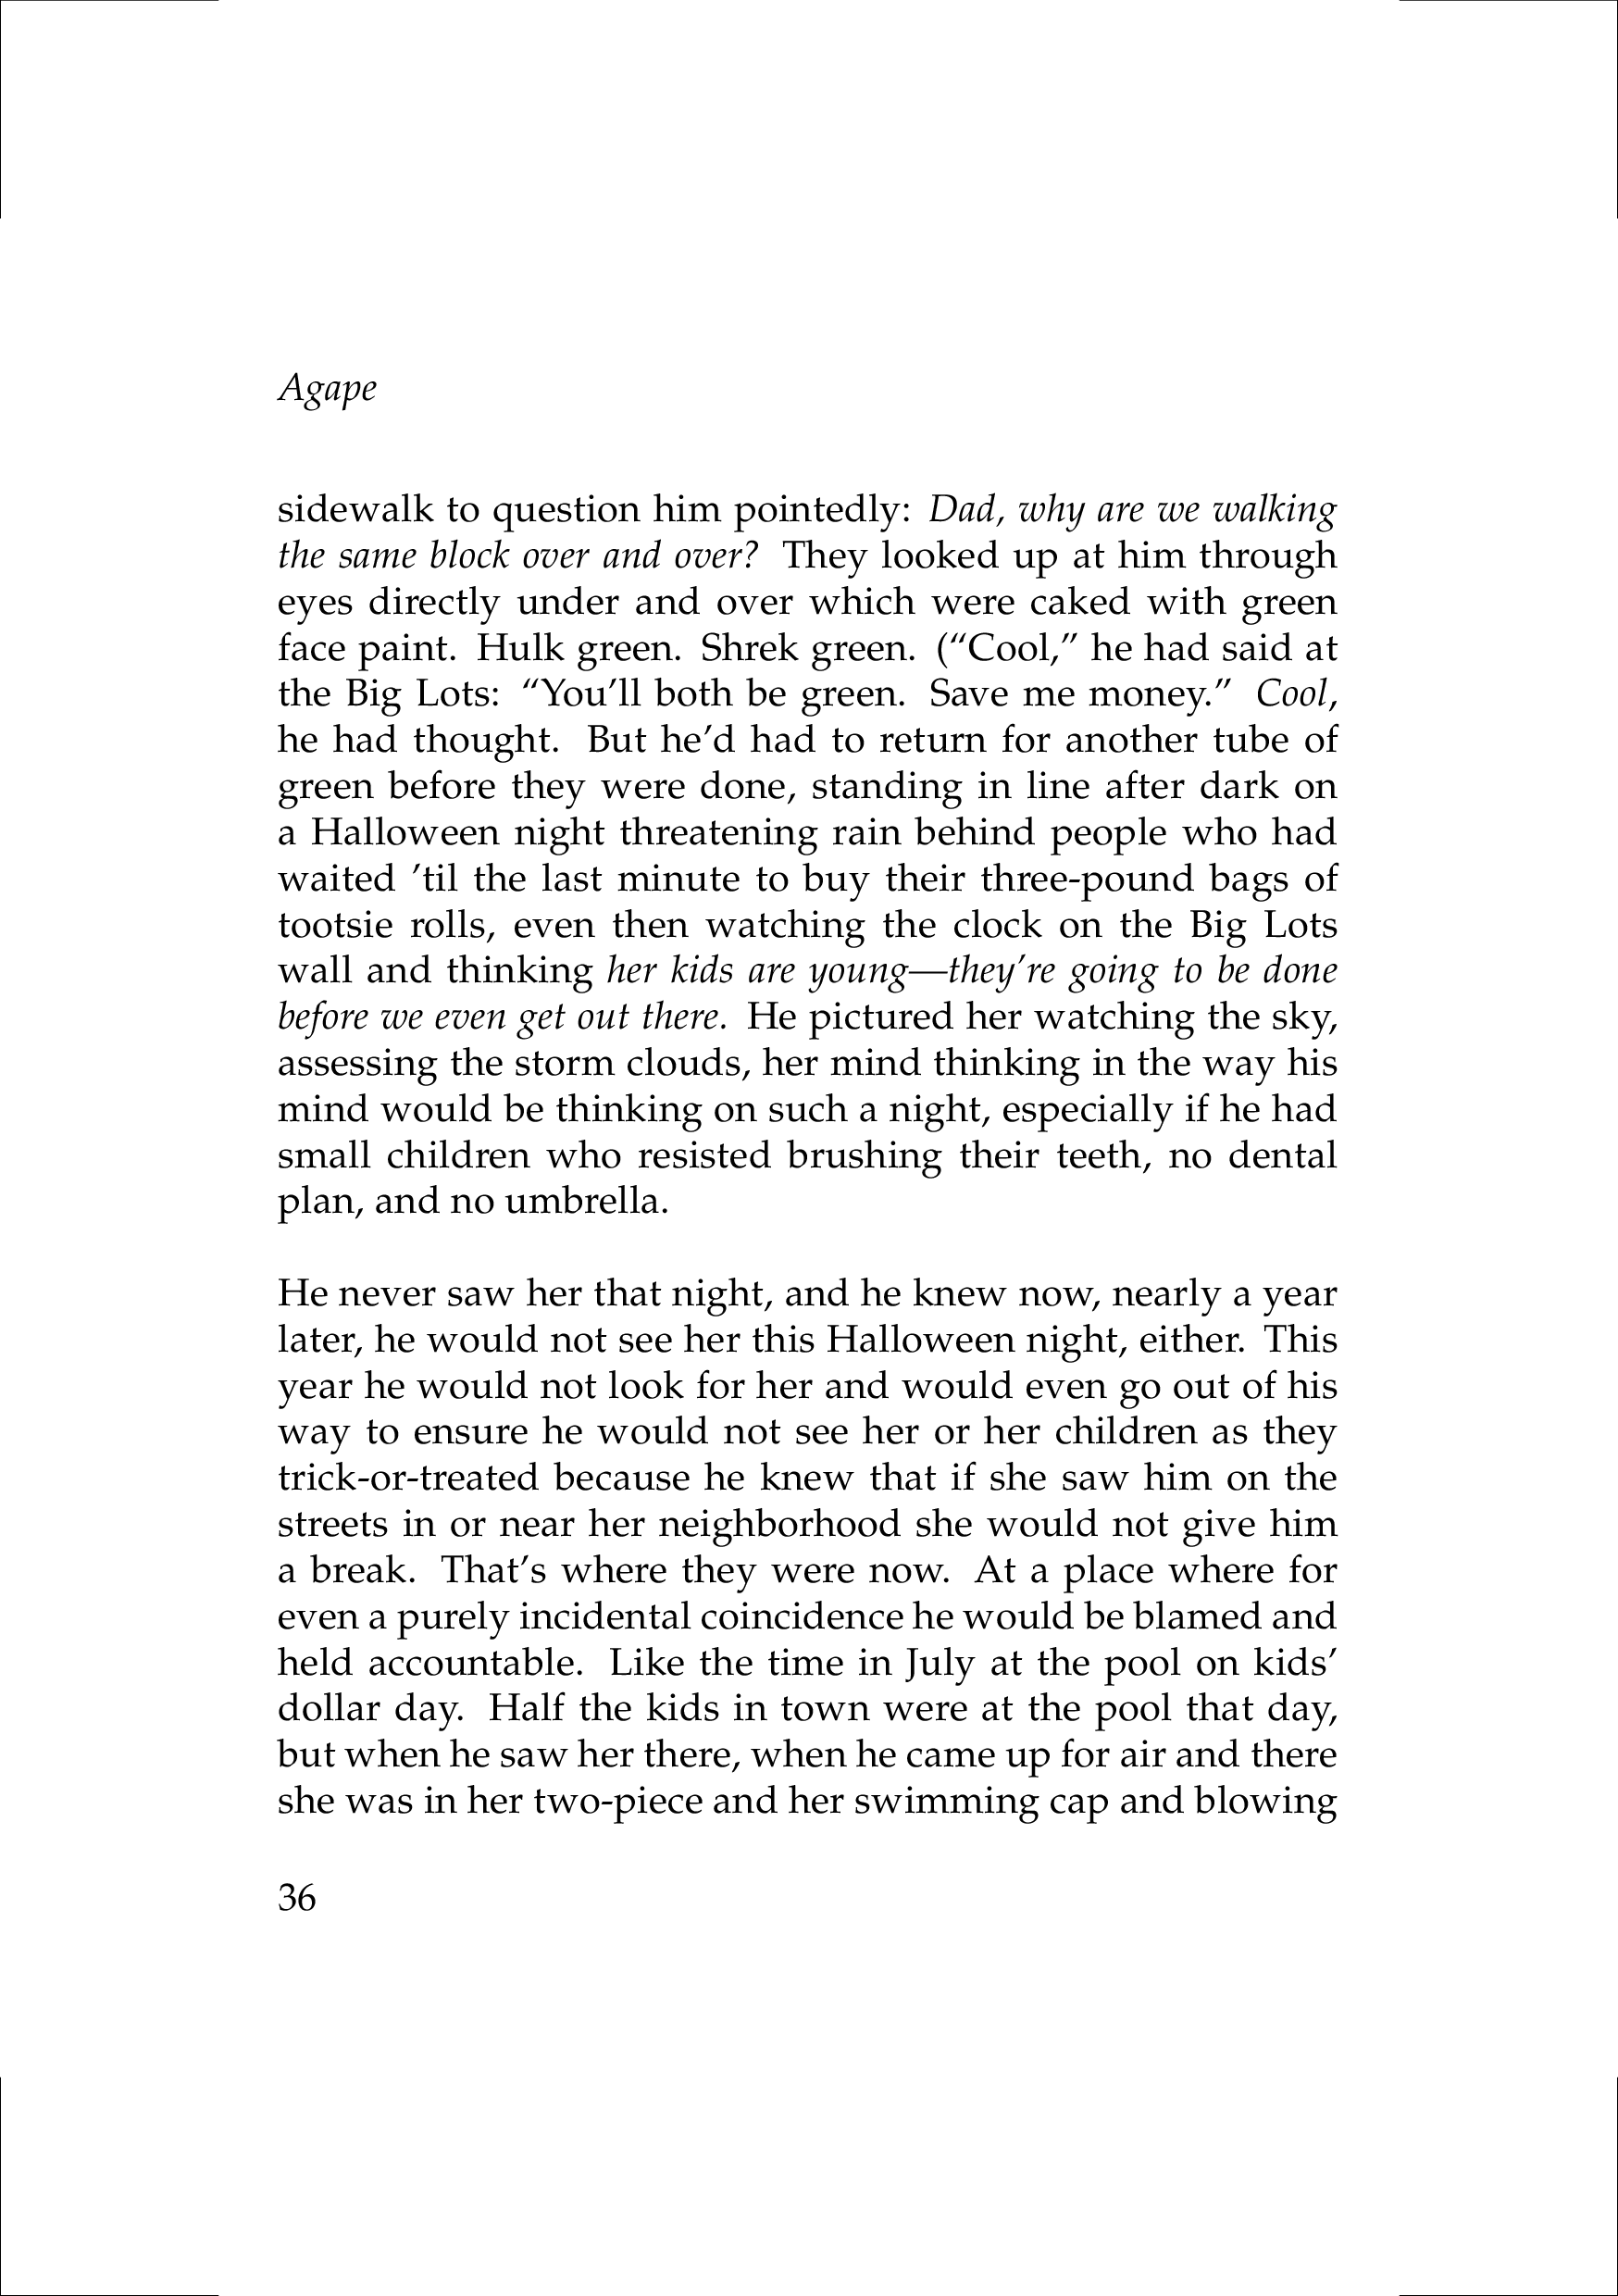 Agape
sidewalk to question him pointedly: Dad, why are we walking
the same block over and over? They looked up at him through
eyes directly under and over which were caked with green
face paint. Hulk green. Shrek green. (“Cool,” he had said at
the Big Lots: “You’ll both be green. Save me money.” Cool,
he had thought. But he’d had to return for another tube of
green before they were done, standing in line after dark on
a Halloween night threatening rain behind people who had
waited ’til the last minute to buy their three-pound bags of
tootsie rolls, even then watching the clock on the Big Lots
wall and thinking her kids are young—they’re going to be done
before we even get out there. He pictured her watching the sky,
assessing the storm clouds, her mind thinking in the way his
mind would be thinking on such a night, especially if he had
small children who resisted brushing their teeth, no dental
plan, and no umbrella.
He never saw her that night, and he knew now, nearly a year
later, he would not see her this Halloween night, either. This
year he would not look for her and would even go out of his
way to ensure he would not see her or her children as they
trick-or-treated because he knew that if she saw him on the
streets in or near her neighborhood she would not give him
a break. That’s where they were now. At a place where for
even a purely incidental coincidence he would be blamed and
held accountable. Like the time in July at the pool on kids’
dollar day. Half the kids in town were at the pool that day,
but when he saw her there, when he came up for air and there
she was in her two-piece and her swimming cap and blowing
36